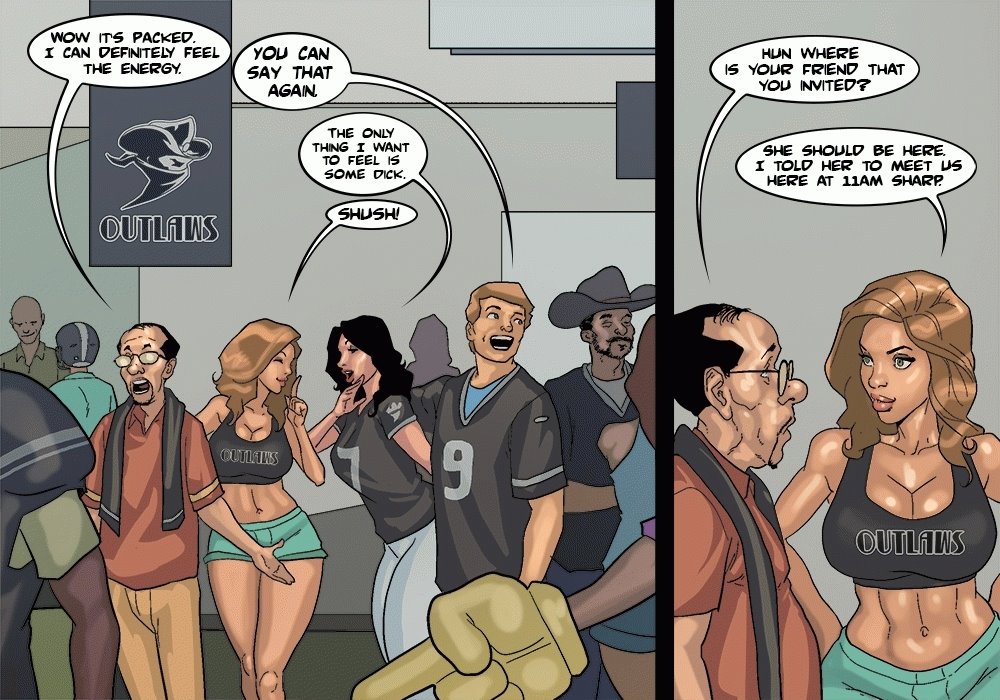 WOW IT'S PACKED.
I CAN DEFINITELY FEEL
THE ENERGY.
YOU CAN
SAY THAT
AGAIN.
THE ONLY
THING I WANT
TO FEEL IS
SOME DICK.
SHUSH!
OUTLAWS
OUTLAWS
7
9
HUN WHERE
IS YOUR FRIEND THAT
YOU INVITED?
SHE SHOULD BE HERE.
I TOLD HER TO MEET US
HERE AT 11AM SHARP.
OUTLAWS